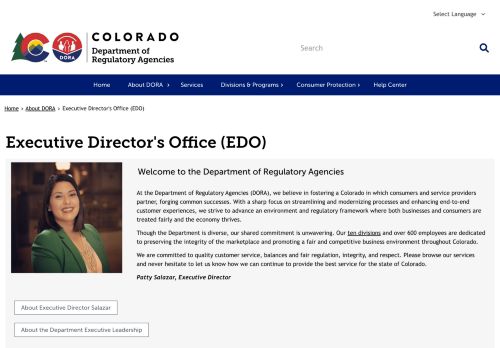 Select Language
COLORADO
Department of
Regulatory Agencies
DORA
Search
Home About DORA Services Divisions & Programs Consumer Protection Help Center
Home › About DORA › Executive Director's Office (EDO)
Executive Director's Office (EDO)
Welcome to the Department of Regulatory Agencies
At the Department of Regulatory Agencies (DORA), we believe in fostering a Colorado in which consumers and service providers
partner, forging common successes. With a sharp focus on streamlining and modernizing processes and enhancing end-to-end
customer experiences, we strive to advance an environment and regulatory framework where both businesses and consumers are
treated fairly and the economy thrives.
Though the Department is diverse, our shared commitment is unwavering. Our ten divisions and over 600 employees are dedicated
to preserving the integrity of the marketplace and promoting a fair and competitive business environment throughout Colorado.
We are committed to quality customer service, balances and fair regulation, integrity, and respect. Please browse our services
and never hesitate to let us know how we can continue to provide the best service for the state of Colorado.
Patty Salazar, Executive Director
About Executive Director Salazar
About the Department Executive Leadership